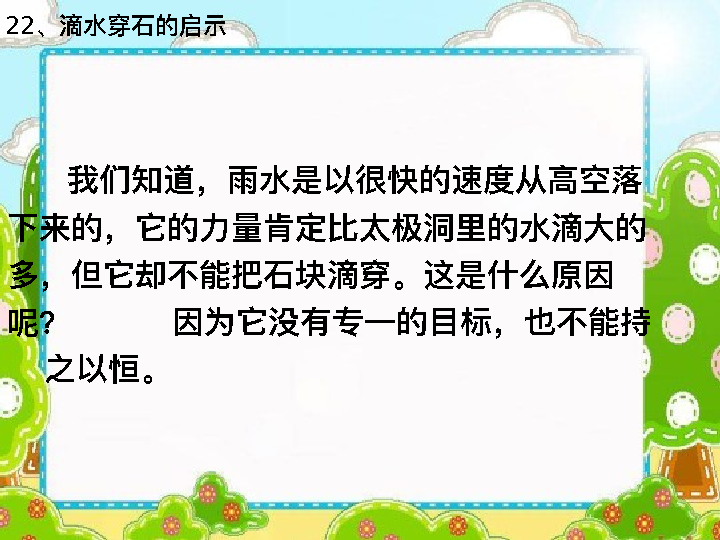 22、滴水穿石的启示
我们知道，雨水是以很快的速度从高空落
下来的，它的力量肯定比太极洞里的水滴大的
多，但它却不能把石块滴穿。这是什么原因
呢？ 因为它没有专一的目标，也不能持
之以恒。